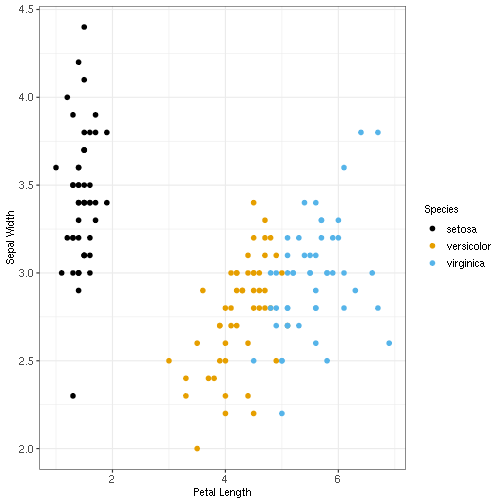 4.5
4.0
3.5
3.0
2.5
2.0
Sepal Width
2 4 6
Petal Length
Species
setosa
versicolor
virginica